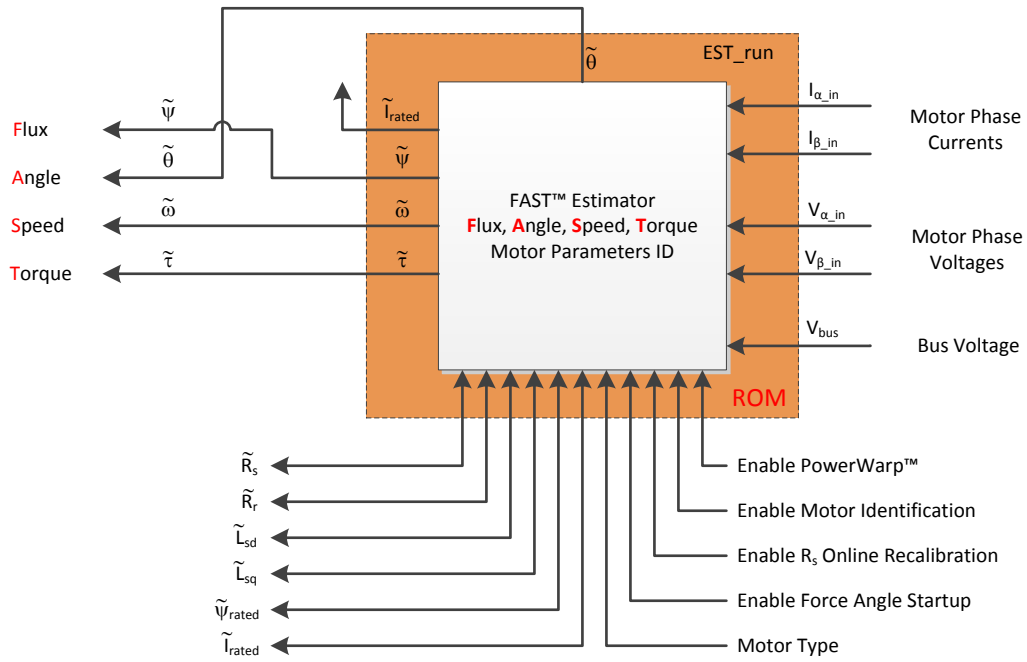 EST_run
θ̃
ROM
FAST™ Estimator
Flux, Angle, Speed, Torque
Motor Parameters ID
Ĩrated
ψ̃
ω̃
τ̃
Flux
ψ̃
Angle
θ̃
Speed
ω̃
Torque
τ̃
Iα_in
Iβ_in
Motor Phase
Currents
Vα_in
Vβ_in
Motor Phase
Voltages
Vbus
Bus Voltage
R̃s
R̃r
L̃sd
L̃sq
ψ̃rated
Ĩrated
Enable PowerWarp™
Enable Motor Identification
Enable Rs Online Recalibration
Enable Force Angle Startup
Motor Type